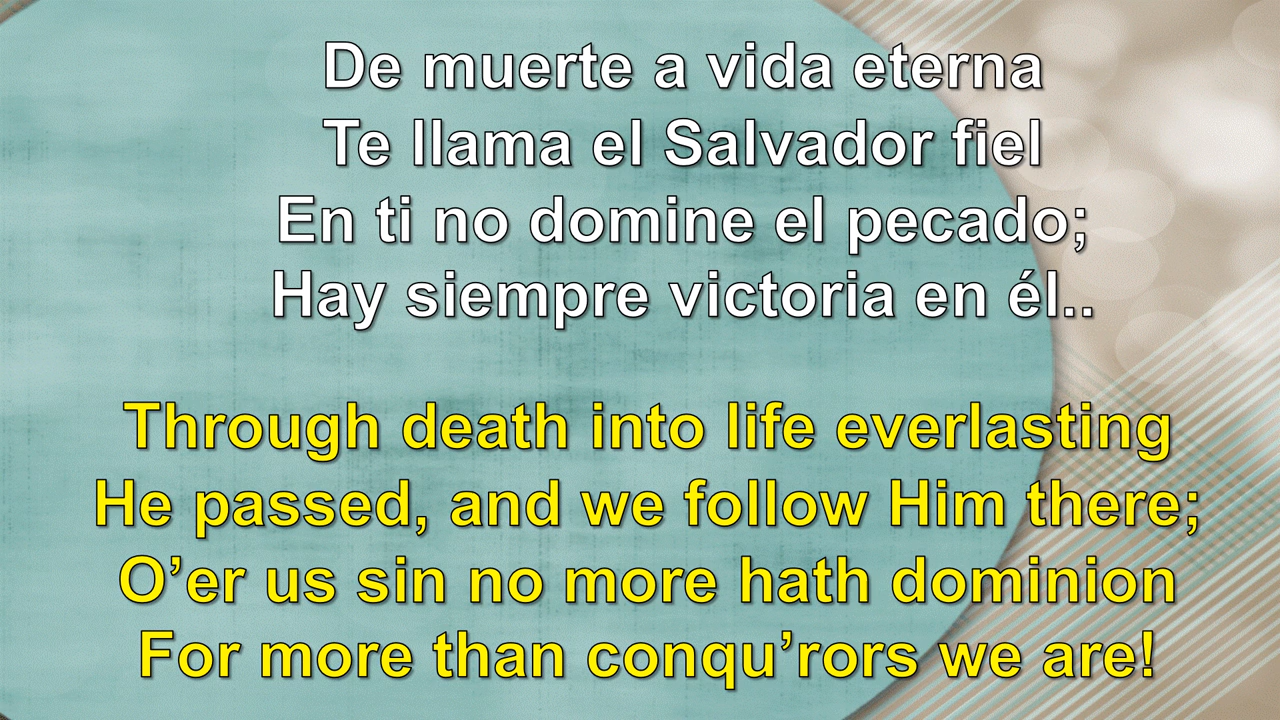 De muerte a vida eterna
Te llama el Salvador fiel
En ti no domine el pecado;
Hay siempre victoria en él..
Through death into life everlasting
He passed, and we follow Him there;
O’er us sin no more hath dominion
For more than conqu’rors we are!